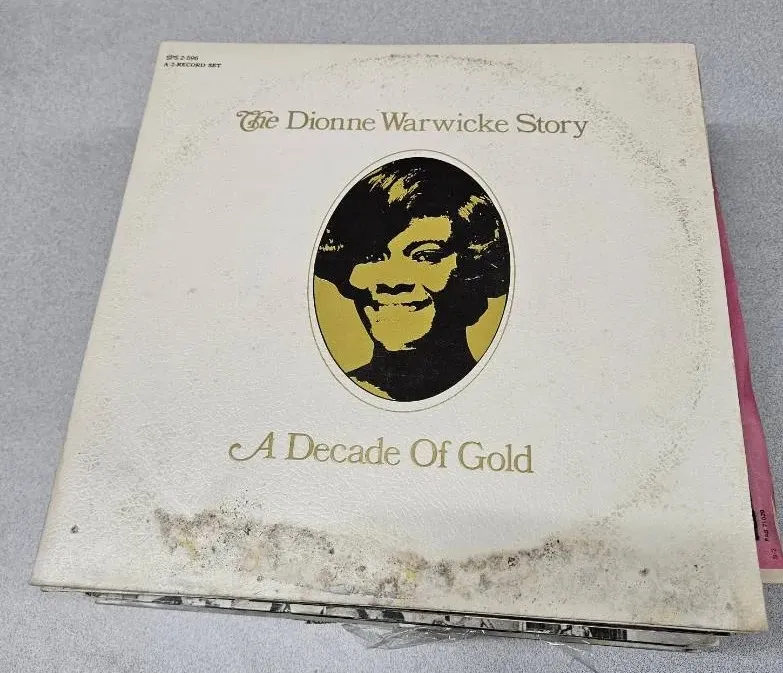 SPS 2-596
A 2-RECORD SET
The Dionne Warwicke Story
A Decade Of Gold